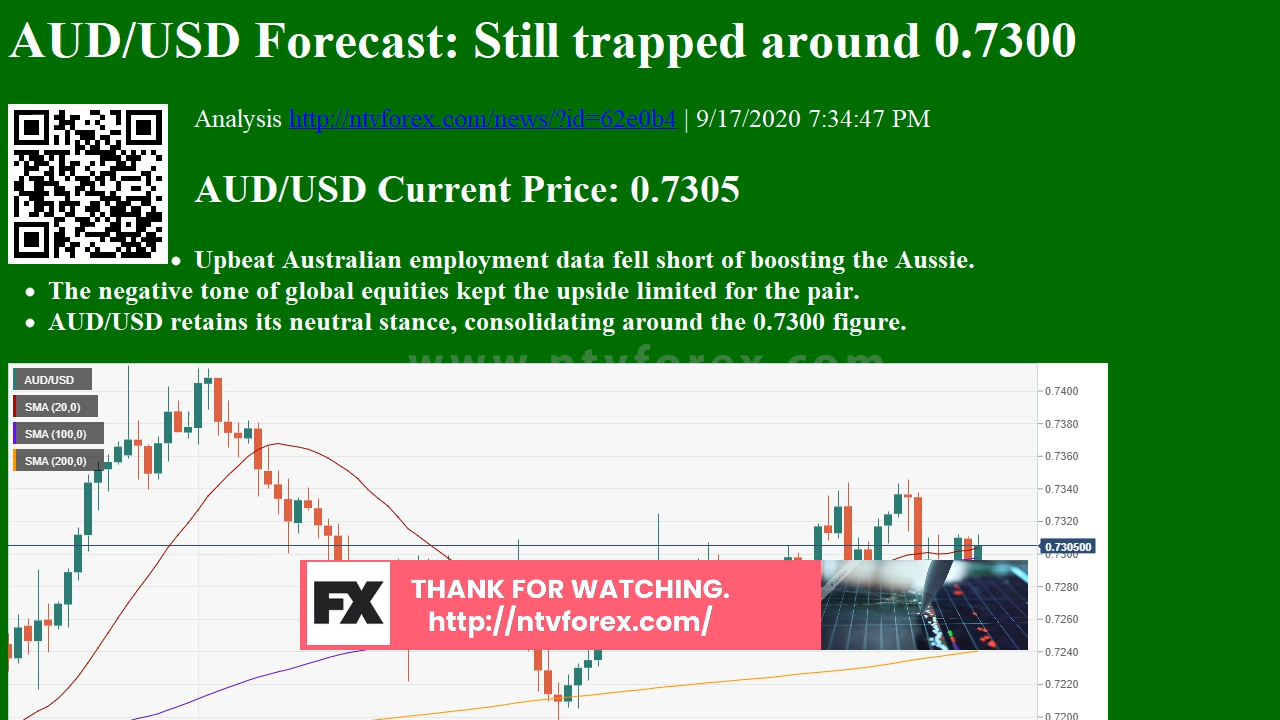 AUD/USD Forecast: Still trapped around 0.7300
Analysis http://ntvforex.com/news/?id=62e0b4 | 9/17/2020 7:34:47 PM
AUD/USD Current Price: 0.7305
• Upbeat Australian employment data fell short of boosting the Aussie.
• The negative tone of global equities kept the upside limited for the pair.
• AUD/USD retains its neutral stance, consolidating around the 0.7300 figure.
www.ntvforex.com
AUD/USD
SMA (20,0)
SMA (100,0)
SMA (200,0)
0.7400
0.7380
0.7360
0.7340
0.7320
0.730500
0.7300
0.7280
0.7260
0.7240
0.7220
0.7200
FX
THANK FOR WATCHING.
http://ntvforex.com/